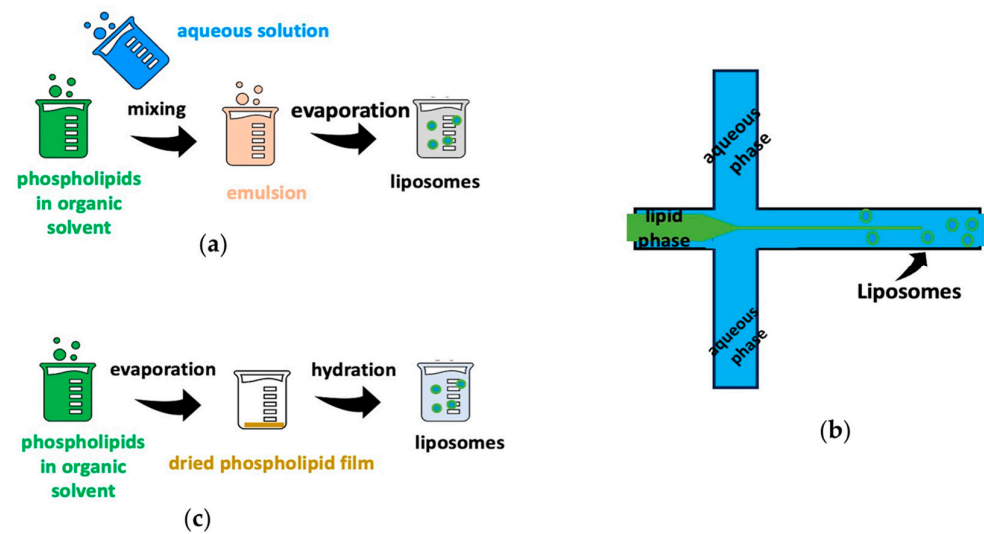 aqueous solution
mixing
evaporation
phospholipids
in organic
solvent
emulsion
liposomes
(a)
aqueous
phase
lipid
phase
Liposomes
aqueous
phase
(b)
evaporation
hydration
phospholipids
in organic
solvent
dried phospholipid film
liposomes
(c)